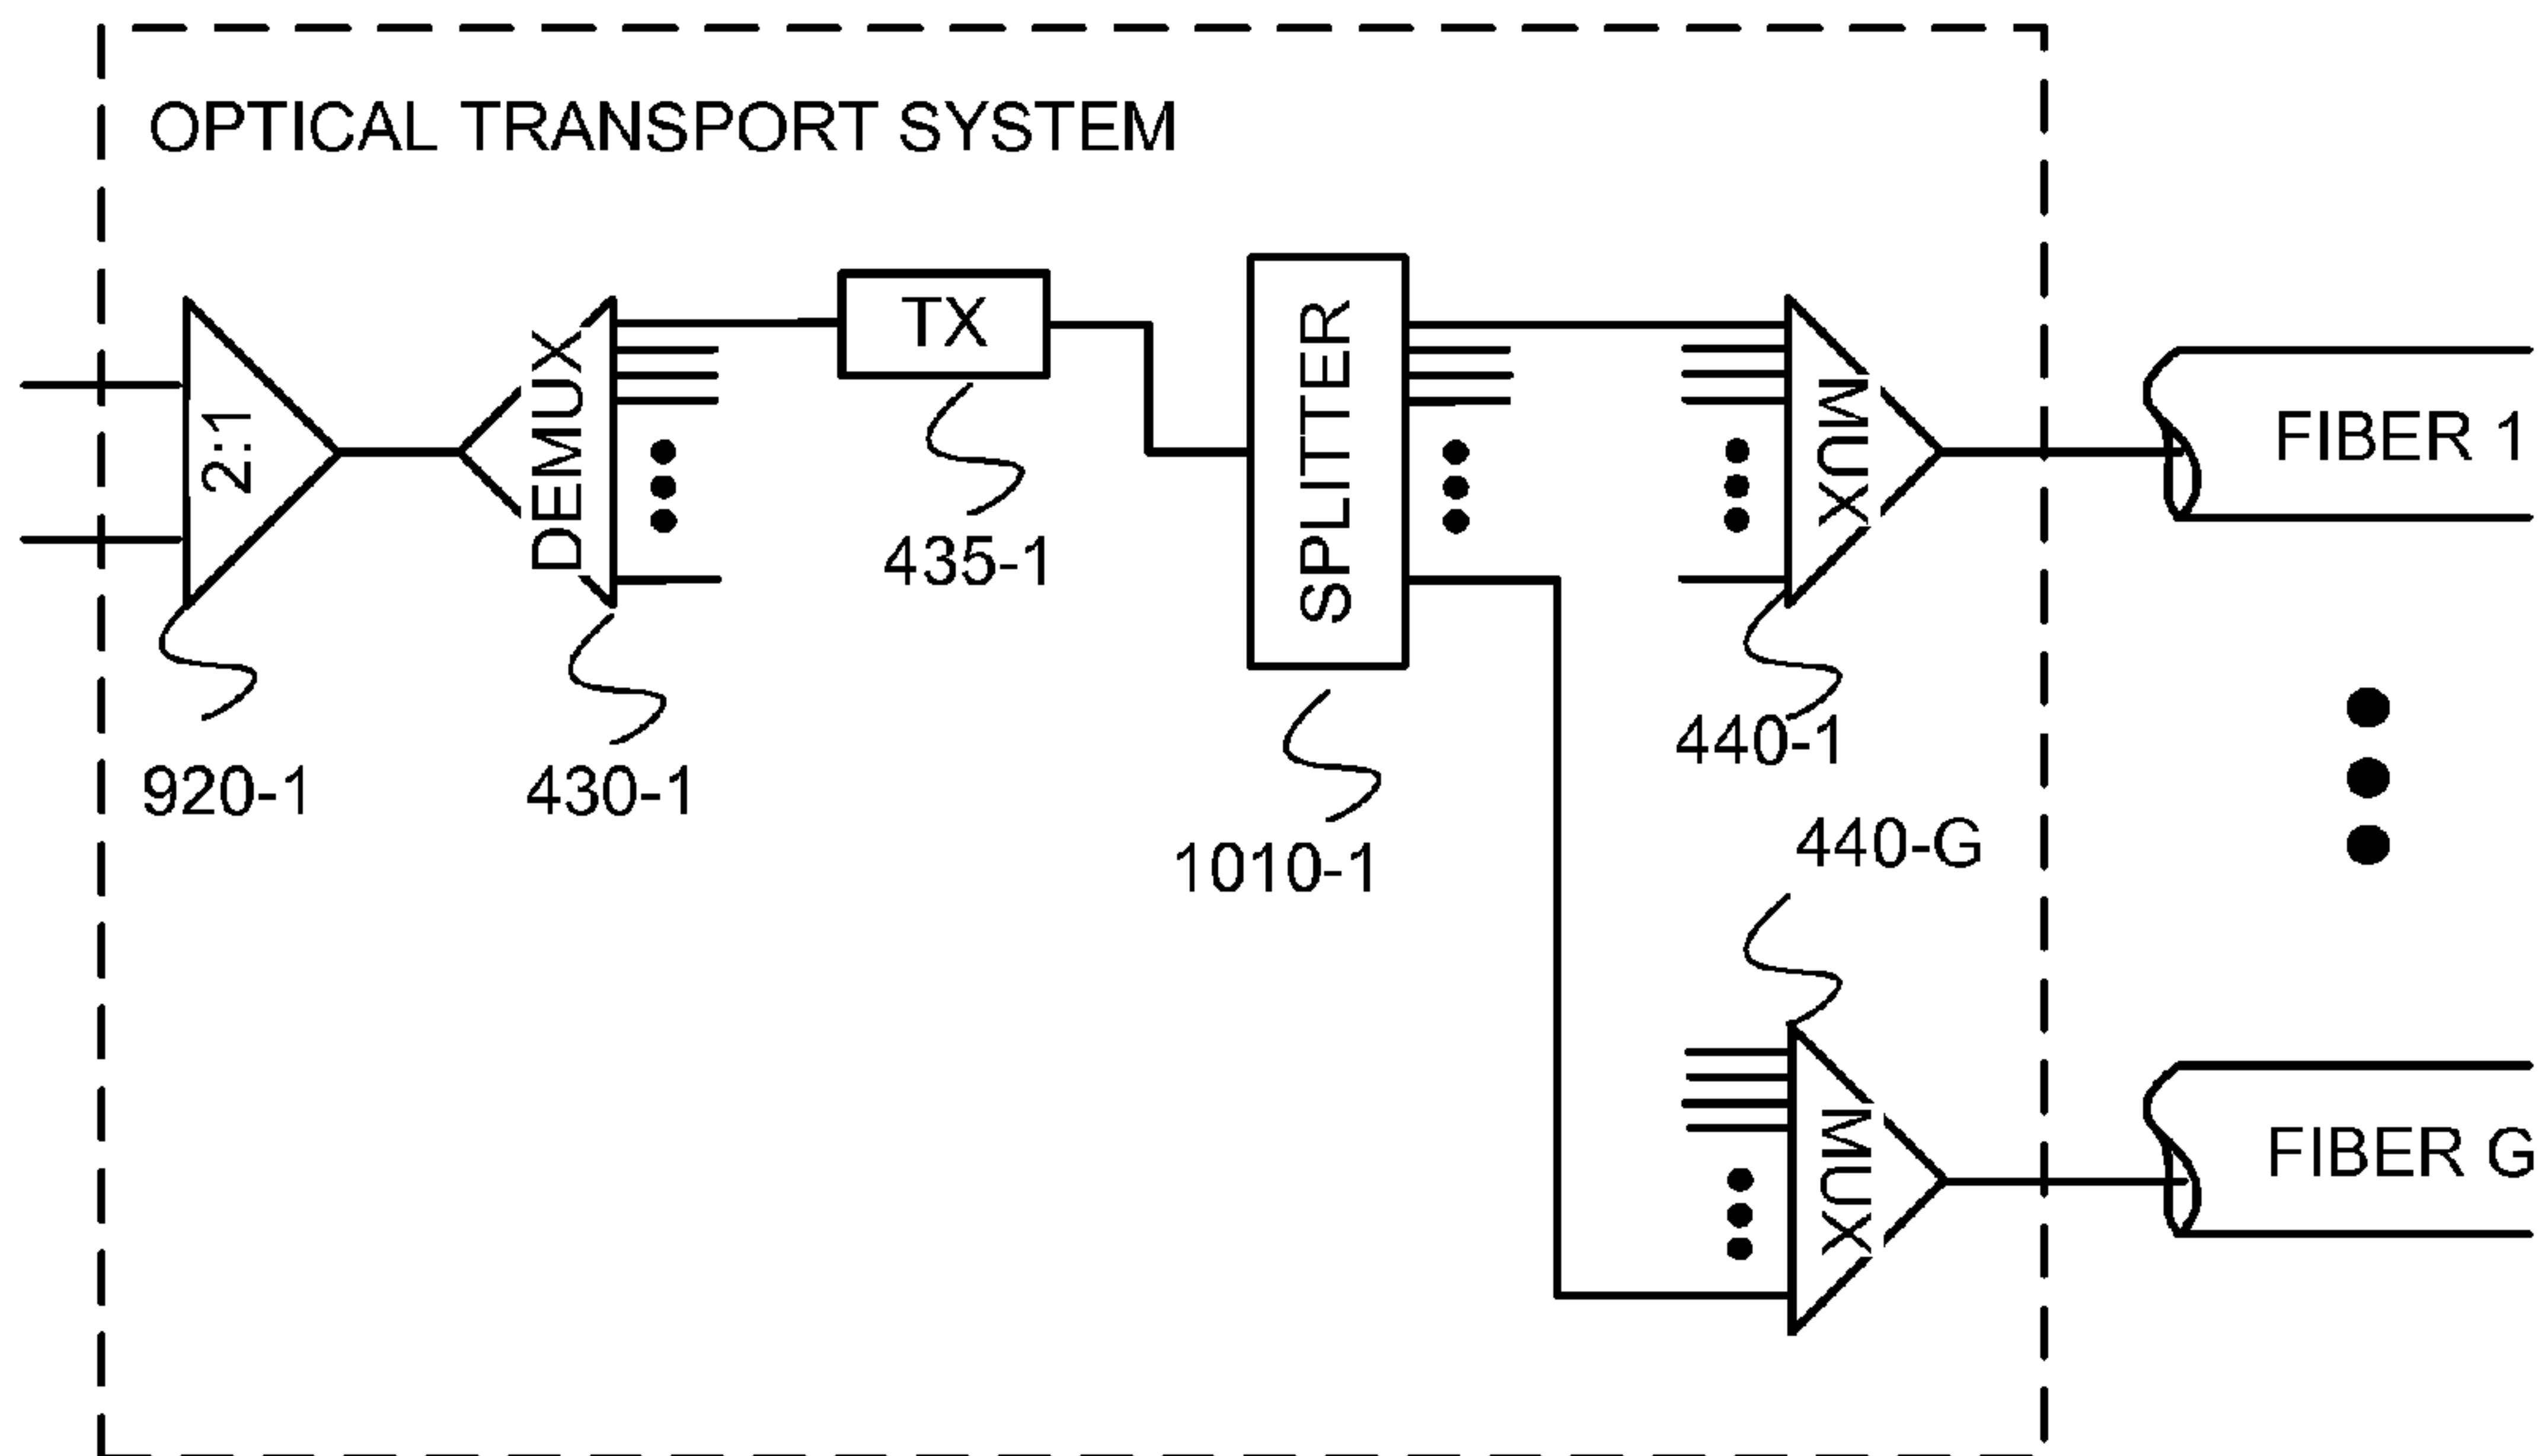 OPTICAL TRANSPORT SYSTEM
2:1
DEMUX
TX
SPLITTER
MUX
FIBER 1
435-1
920-1
430-1
1010-1
440-1
440-G
MUX
FIBER G